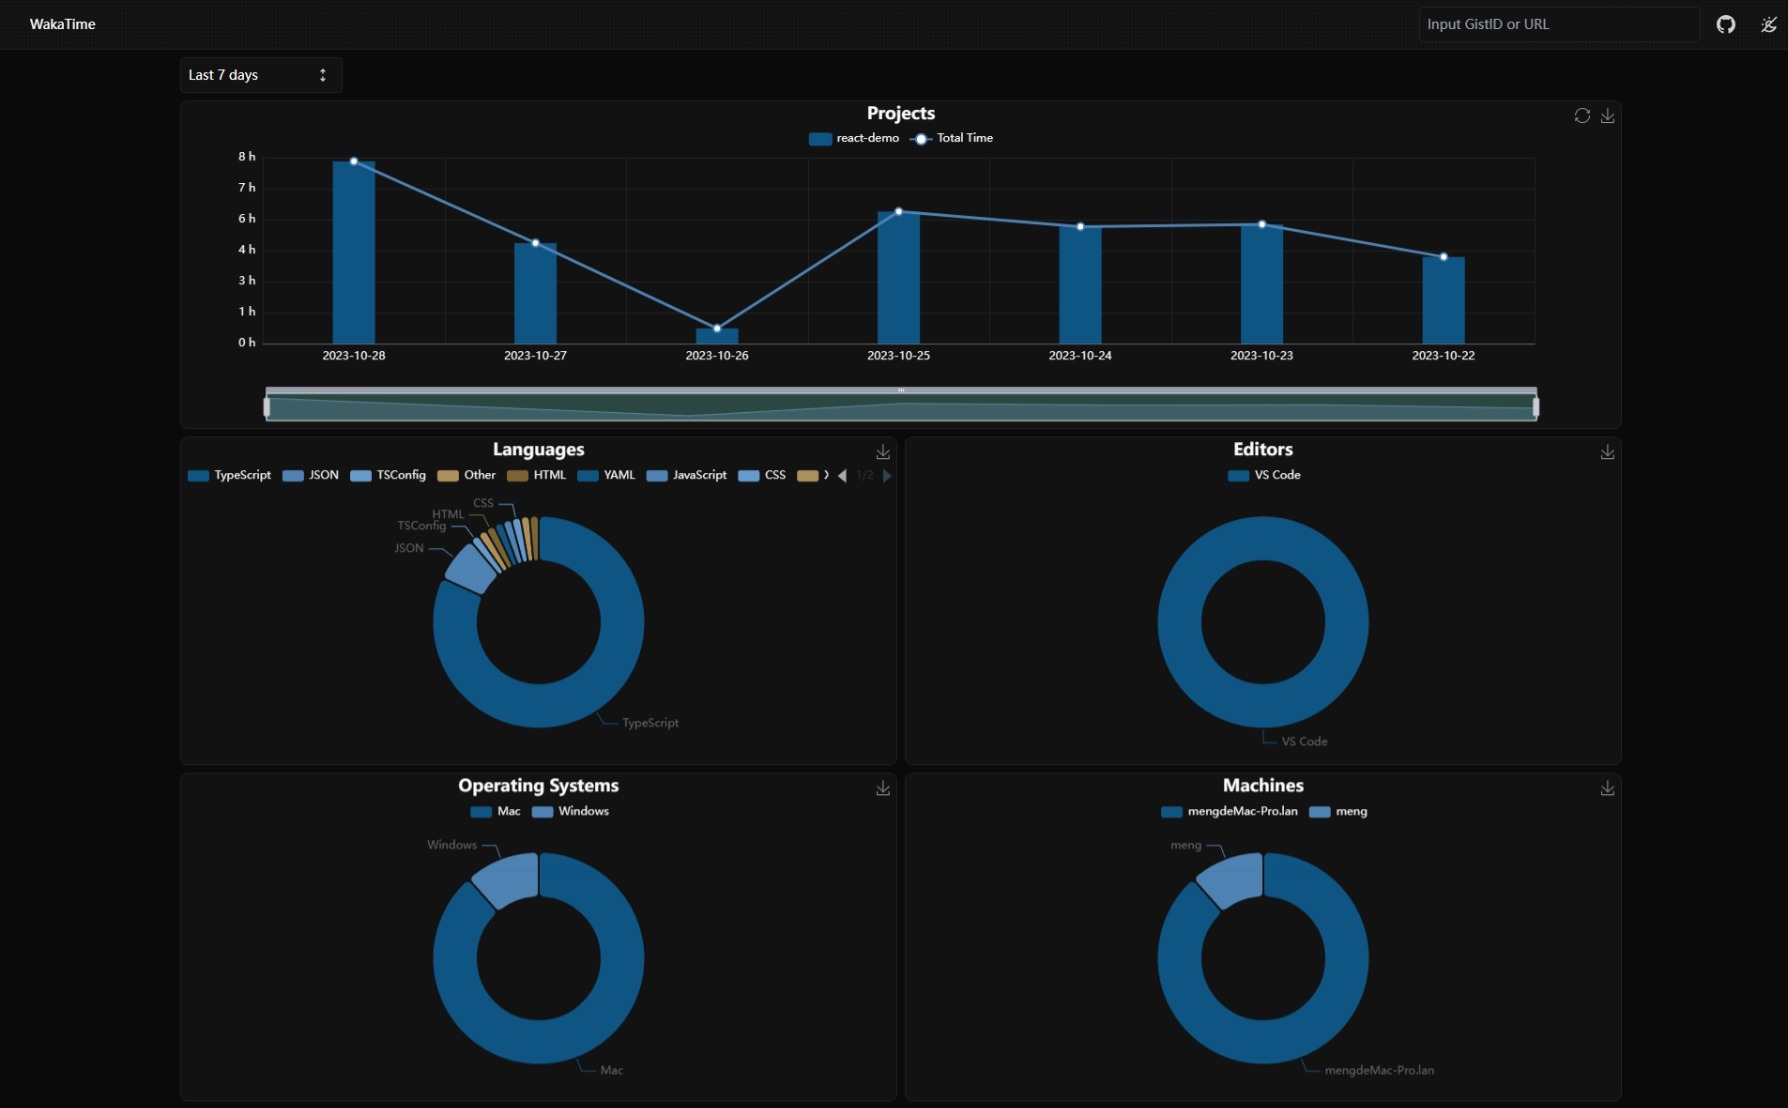 WakaTime
Input GistID or URL
Last 7 days
Projects
react-demo Total Time
8 h
7 h
6 h
4 h
3 h
1 h
0 h
2023-10-28 2023-10-27 2023-10-26 2023-10-25 2023-10-24 2023-10-23 2023-10-22
Languages
TypeScript JSON TSConfig Other HTML YAML JavaScript CSS 1/2
CSS
HTML
TSConfig
JSON
TypeScript
Editors
VS Code
VS Code
Operating Systems
Mac Windows
Windows
Mac
Machines
mengdeMac-Pro.lan meng
meng
mengdeMac-Pro.lan